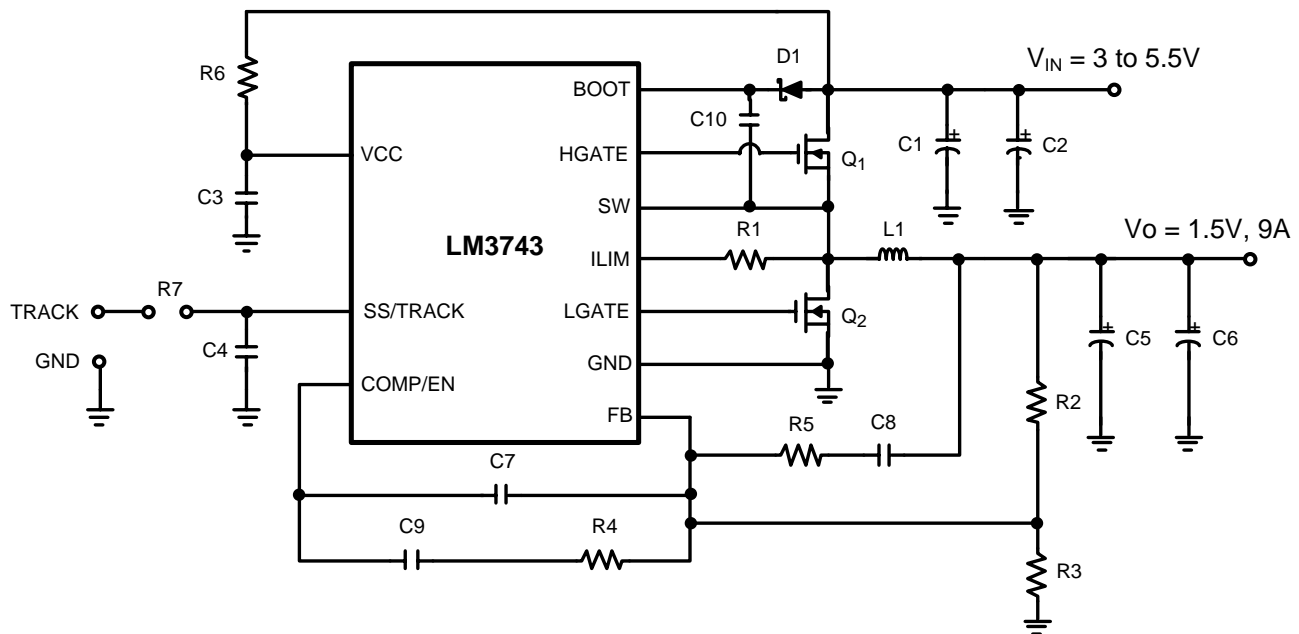 D1
V_IN = 3 to 5.5V
R6
BOOT
C10
C1
C2
VCC
HGATE
Q1
C3
SW
R1
L1
Vo = 1.5V, 9A
LM3743
ILIM
R7
TRACK
SS/TRACK
LGATE
Q2
C5
C6
GND
C4
GND
COMP/EN
FB
R2
R5
C8
C7
C9
R4
R3